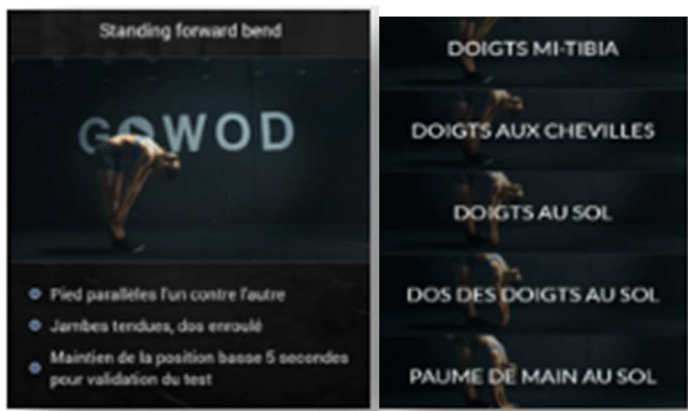 Standing forward bend
GOWOD
Pied parallèles l'un contre l'autre
Jambes tendues, dos enroulé
Maintien de la position basse 5 secondes
pour validation du test
DOIGTS MI-TIBIA
DOIGTS AUX CHEVILLES
DOIGTS AU SOL
DOS DES DOIGTS AU SOL
PAUME DE MAIN AU SOL